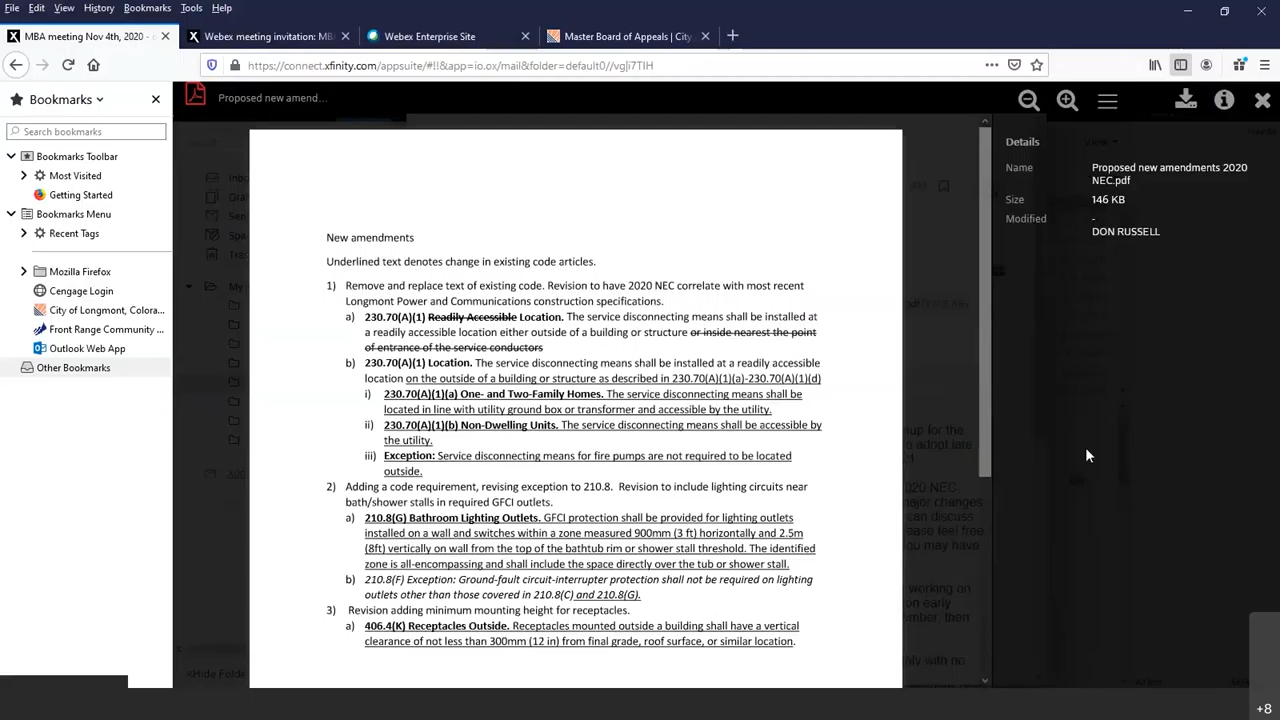 File Edit View History Bookmarks Tools Help
MBA meeting Nov 4th, 2020 -
Webex meeting invitation: MB
Webex Enterprise Site
Master Board of Appeals | City
https://connect.xfinity.com/appsuite/#!!&app=io.ox/mail&folder=default0//vg|i7TIH
Bookmarks
Search bookmarks
Bookmarks Toolbar
Most Visited
Getting Started
Bookmarks Menu
Recent Tags
Mozilla Firefox
Cengage Login
City of Longmont, Colora...
Front Range Community ...
Outlook Web App
Other Bookmarks
Proposed new amend...
New amendments
Underlined text denotes change in existing code articles.
1) Remove and replace text of existing code. Revision to have 2020 NEC correlate with most recent
Longmont Power and Communications construction specifications.
a) 230.70(A)(1) Readily Accessible Location. The service disconnecting means shall be installed at
a readily accessible location either outside of a building or structure or inside nearest the point
of entrance of the service conductors
b) 230.70(A)(1) Location. The service disconnecting means shall be installed at a readily accessible
location on the outside of a building or structure as described in 230.70(A)(1)(a)-230.70(A)(1)(d)
i) 230.70(A)(1)(a) One- and Two-Family Homes. The service disconnecting means shall be
located in line with utility ground box or transformer and accessible by the utility.
ii) 230.70(A)(1)(b) Non-Dwelling Units. The service disconnecting means shall be accessible by
the utility.
iii) Exception: Service disconnecting means for fire pumps are not required to be located
outside.
2) Adding a code requirement, revising exception to 210.8. Revision to include lighting circuits near
bath/shower stalls in required GFCI outlets.
a) 210.8(G) Bathroom Lighting Outlets. GFCI protection shall be provided for lighting outlets
installed on a wall and switches within a zone measured 900mm (3 ft) horizontally and 2.5m
(8ft) vertically on wall from the top of the bathtub rim or shower stall threshold. The identified
zone is all-encompassing and shall include the space directly over the tub or shower stall.
b) 210.8(F) Exception: Ground-fault circuit-interrupter protection shall not be required on lighting
outlets other than those covered in 210.8(C) and 210.8(G).
3) Revision adding minimum mounting height for receptacles.
a) 406.4(K) Receptacles Outside. Receptacles mounted outside a building shall have a vertical
clearance of not less than 300mm (12 in) from final grade, roof surface, or similar location.
Details
Name Proposed new amendments 2020
NEC.pdf
Size 146 KB
Modified -
DON RUSSELL
<Hide Folder
+8